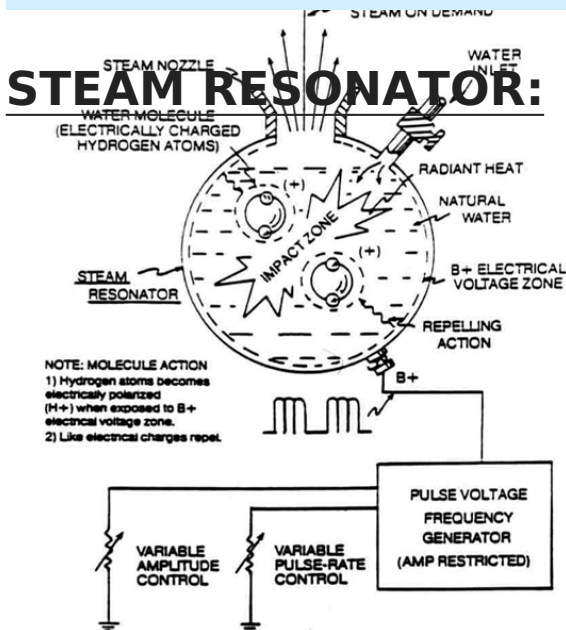 STEAM ON DEMAND
STEAM NOZZLE
WATER
INLET
STEAM RESONATOR:
WATER MOLECULE
(ELECTRICALLY CHARGED
HYDROGEN ATOMS)
(+)
RADIANT HEAT
NATURAL
WATER
IMPACT ZONE
(+)
STEAM
RESONATOR
B+ ELECTRICAL
VOLTAGE ZONE
REPELLING
ACTION
NOTE: MOLECULE ACTION
1) Hydrogen atoms becomes
electrically polarized
(H+) when exposed to B+
electrical voltage zone.
2) Like electrical charges repel.
B+
PULSE VOLTAGE
FREQUENCY
GENERATOR
(AMP RESTRICTED)
VARIABLE
AMPLITUDE
CONTROL
VARIABLE
PULSE-RATE
CONTROL